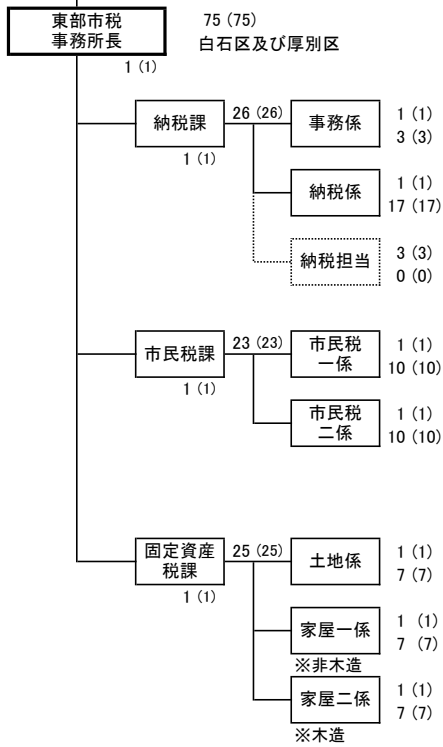 東部市税
事務所長
75 (75)
白石区及び厚別区
1 (1)
納税課
26 (26)
1 (1)
事務係
1 (1)
3 (3)
納税係
1 (1)
17 (17)
納税担当
3 (3)
0 (0)
市民税課
23 (23)
1 (1)
市民税
一係
1 (1)
10 (10)
市民税
二係
1 (1)
10 (10)
固定資産
税課
25 (25)
1 (1)
土地係
1 (1)
7 (7)
家屋一係
1 (1)
7 (7)
※非木造
家屋二係
1 (1)
7 (7)
※木造